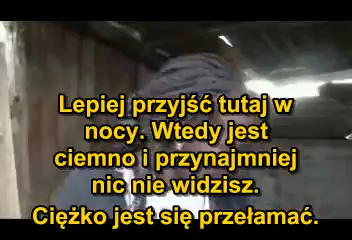 Lepiej przyjść tutaj w
nocy. Wtedy jest
ciemno i przynajmniej
nic nie widzisz.
Ciężko jest się przełamać.